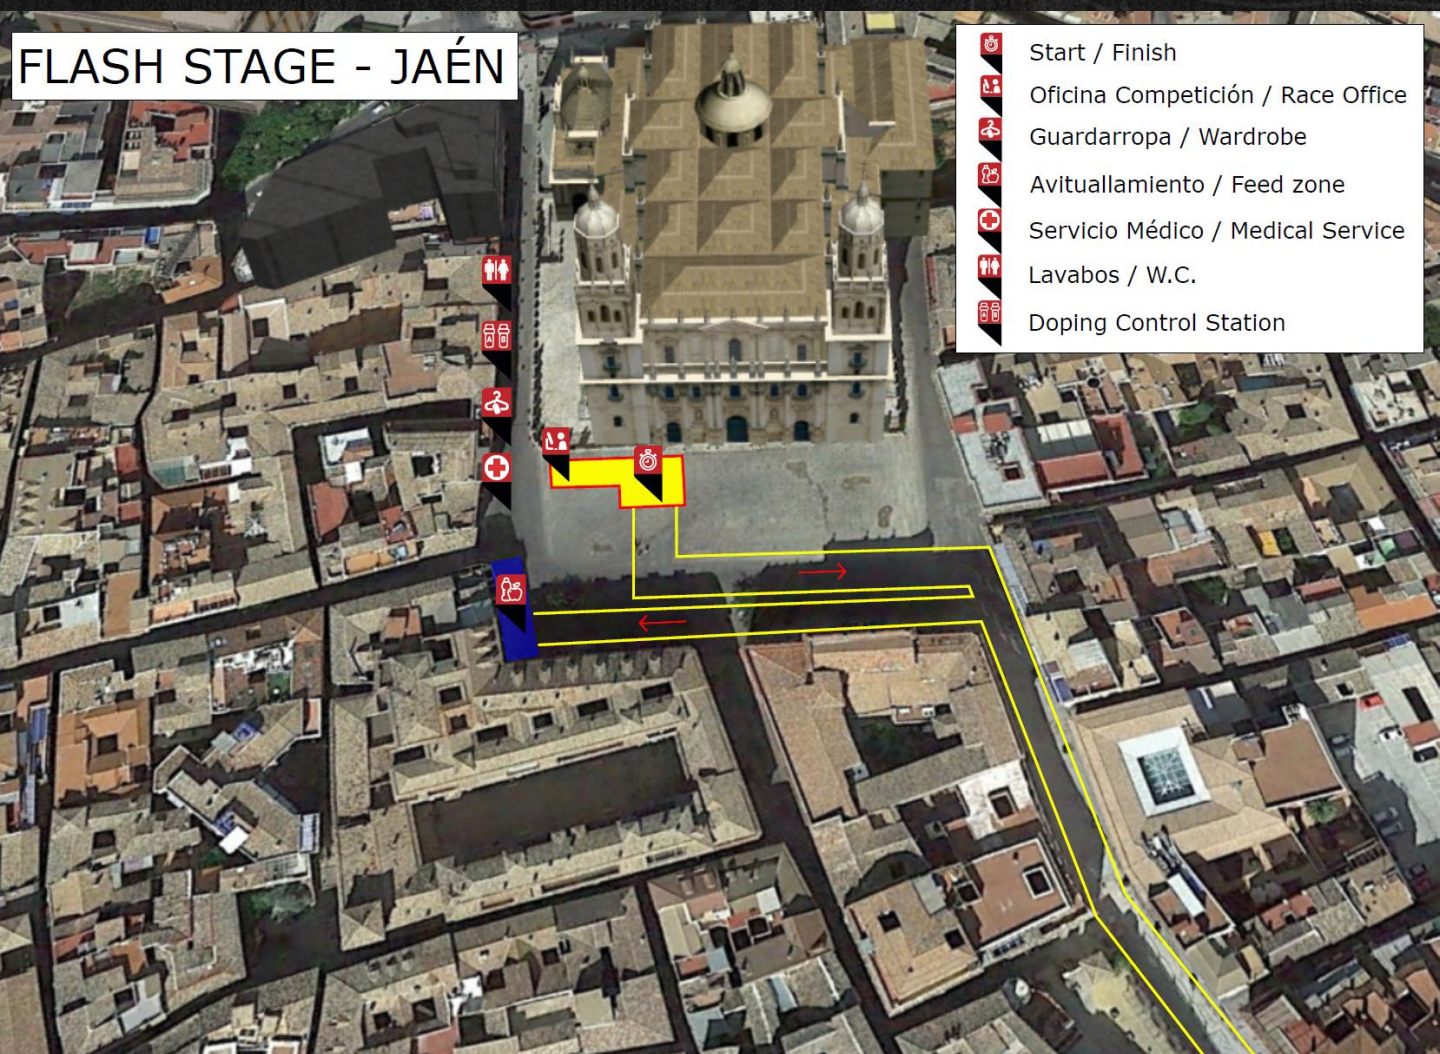 FLASH STAGE - JAÉN
Start / Finish
Oficina Competición / Race Office
Guardarropa / Wardrobe
Avituallamiento / Feed zone
Servicio Médico / Medical Service
Lavabos / W.C.
A B
Doping Control Station
A B